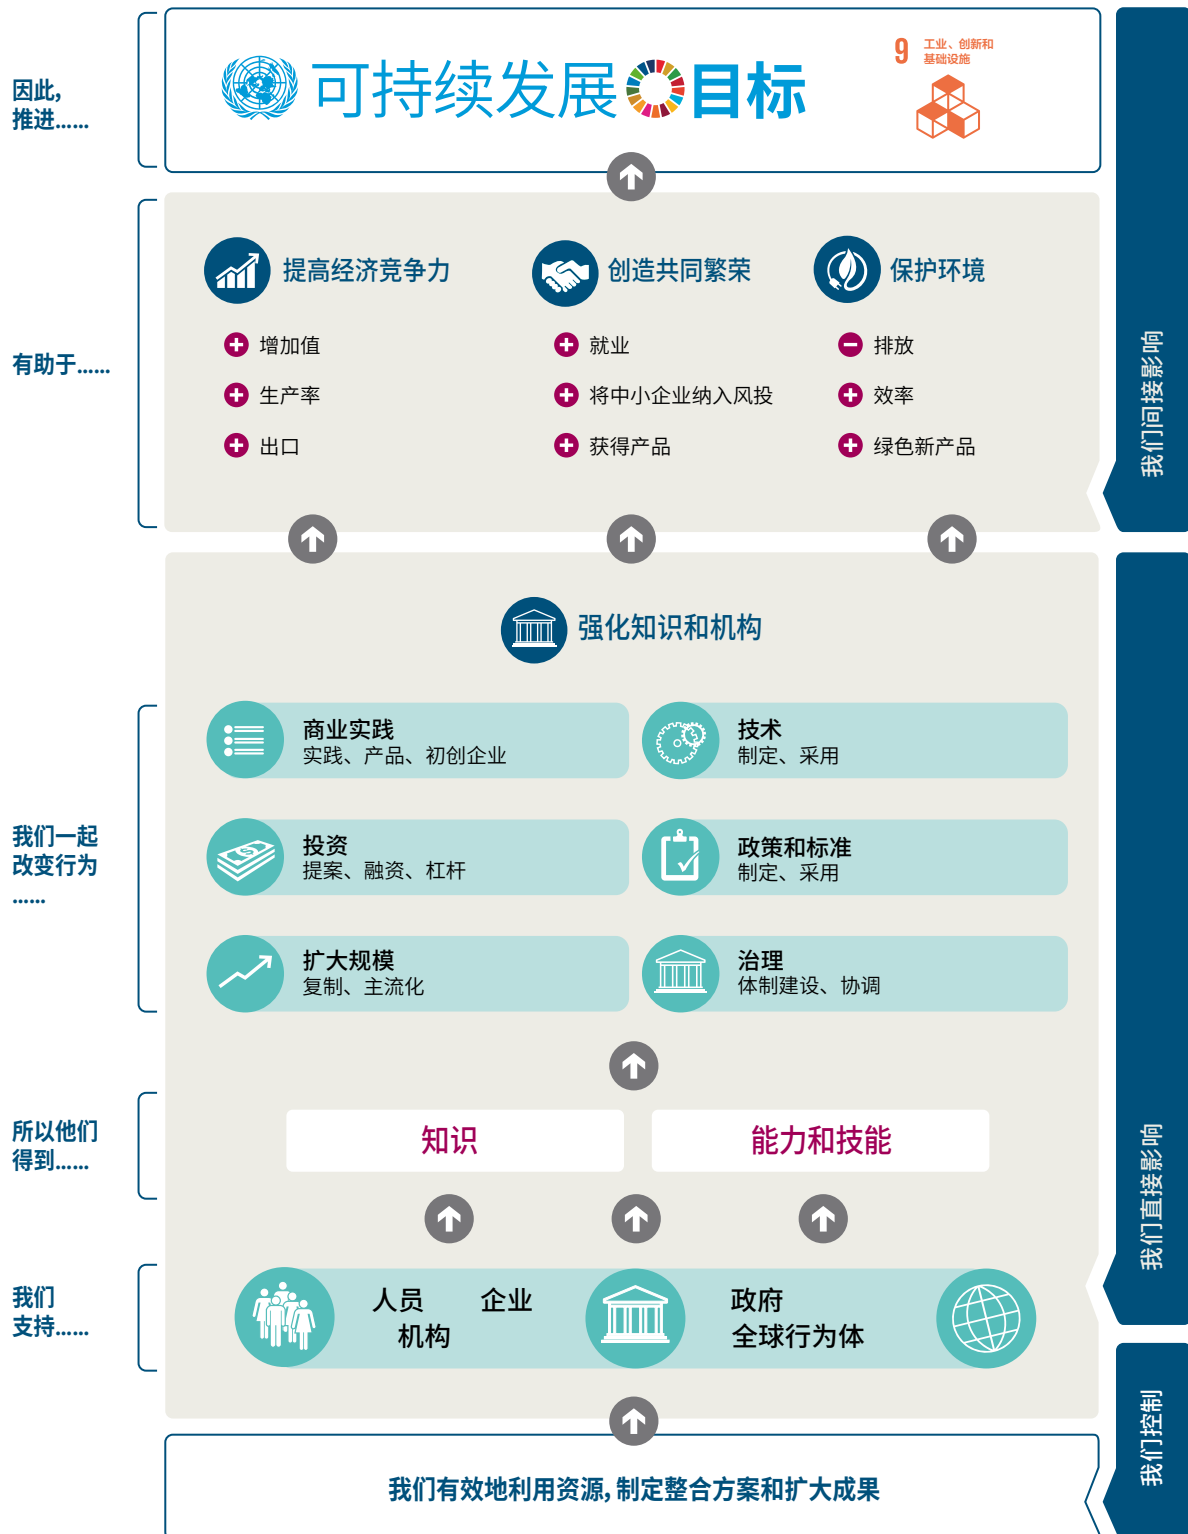 因此,
推进……
可持续发展目标
9 工业、创新和
基础设施
有助于……
提高经济竞争力
增加值
生产率
出口
创造共同繁荣
就业
将中小企业纳入风投
获得产品
保护环境
排放
效率
绿色新产品
我们间接影响
强化知识和机构
我们一起
改变行为
……
商业实践
实践、产品、初创企业
技术
制定、采用
投资
提案、融资、杠杆
政策和标准
制定、采用
扩大规模
复制、主流化
治理
体制建设、协调
所以他们
得到……
知识
能力和技能
我们直接影响
我们
支持……
人员 企业
机构
政府
全球行为体
我们控制
我们有效地利用资源, 制定整合方案和扩大成果